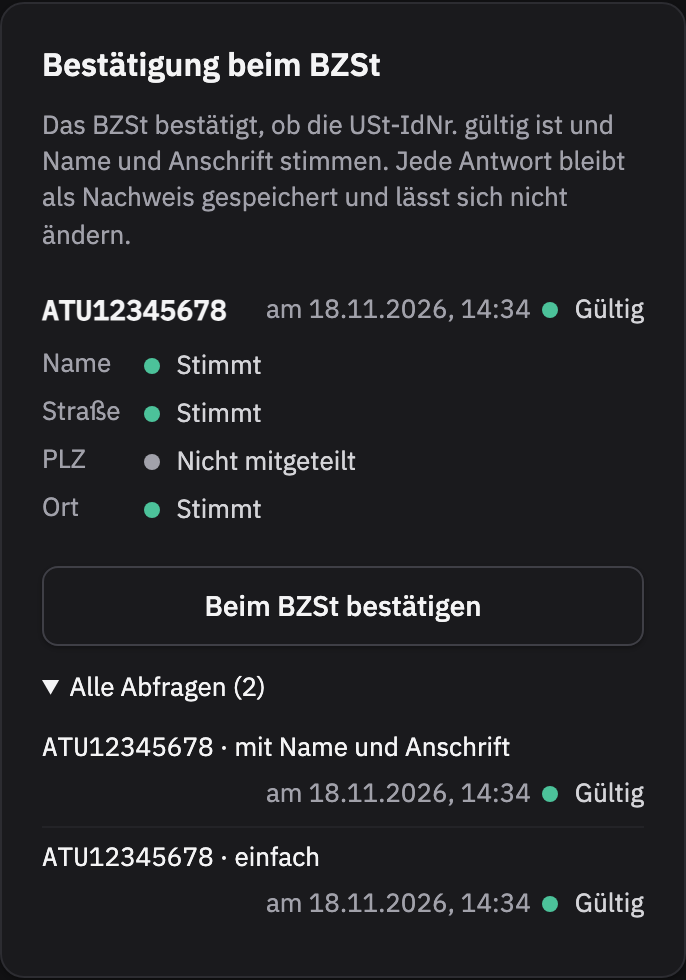 Bestätigung beim BZSt
Das BZSt bestätigt, ob die USt-IdNr. gültig ist und
Name und Anschrift stimmen. Jede Antwort bleibt
als Nachweis gespeichert und lässt sich nicht
ändern.
ATU12345678 am 18.11.2026, 14:34 Gültig
Name Stimmt
Straße Stimmt
PLZ Nicht mitgeteilt
Ort Stimmt
Beim BZSt bestätigen
Alle Abfragen (2)
ATU12345678 · mit Name und Anschrift
am 18.11.2026, 14:34 Gültig
ATU12345678 · einfach
am 18.11.2026, 14:34 Gültig